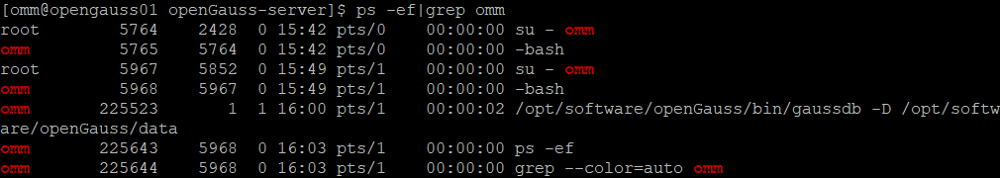 [omm@opengauss01 openGauss-server]$ ps -ef|grep omm
root        5764    2428  0 15:42 pts/0    00:00:00 su - omm
omm         5765    5764  0 15:42 pts/0    00:00:00 -bash
root        5967    5852  0 15:49 pts/1    00:00:00 su - omm
omm         5968    5967  0 15:49 pts/1    00:00:00 -bash
omm       225523       1  1 16:00 pts/1    00:00:02 /opt/software/openGauss/bin/gaussdb -D /opt/softw
are/openGauss/data
omm       225643    5968  0 16:03 pts/1    00:00:00 ps -ef
omm       225644    5968  0 16:03 pts/1    00:00:00 grep --color=auto omm